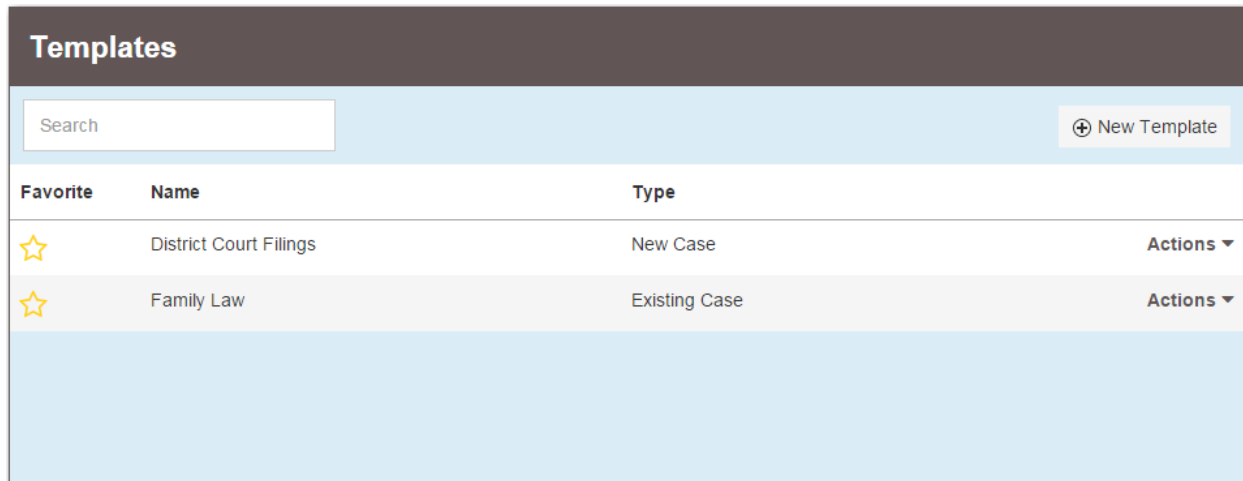 Templates
Search
New Template
Favorite Name Type
District Court Filings New Case Actions
Family Law Existing Case Actions